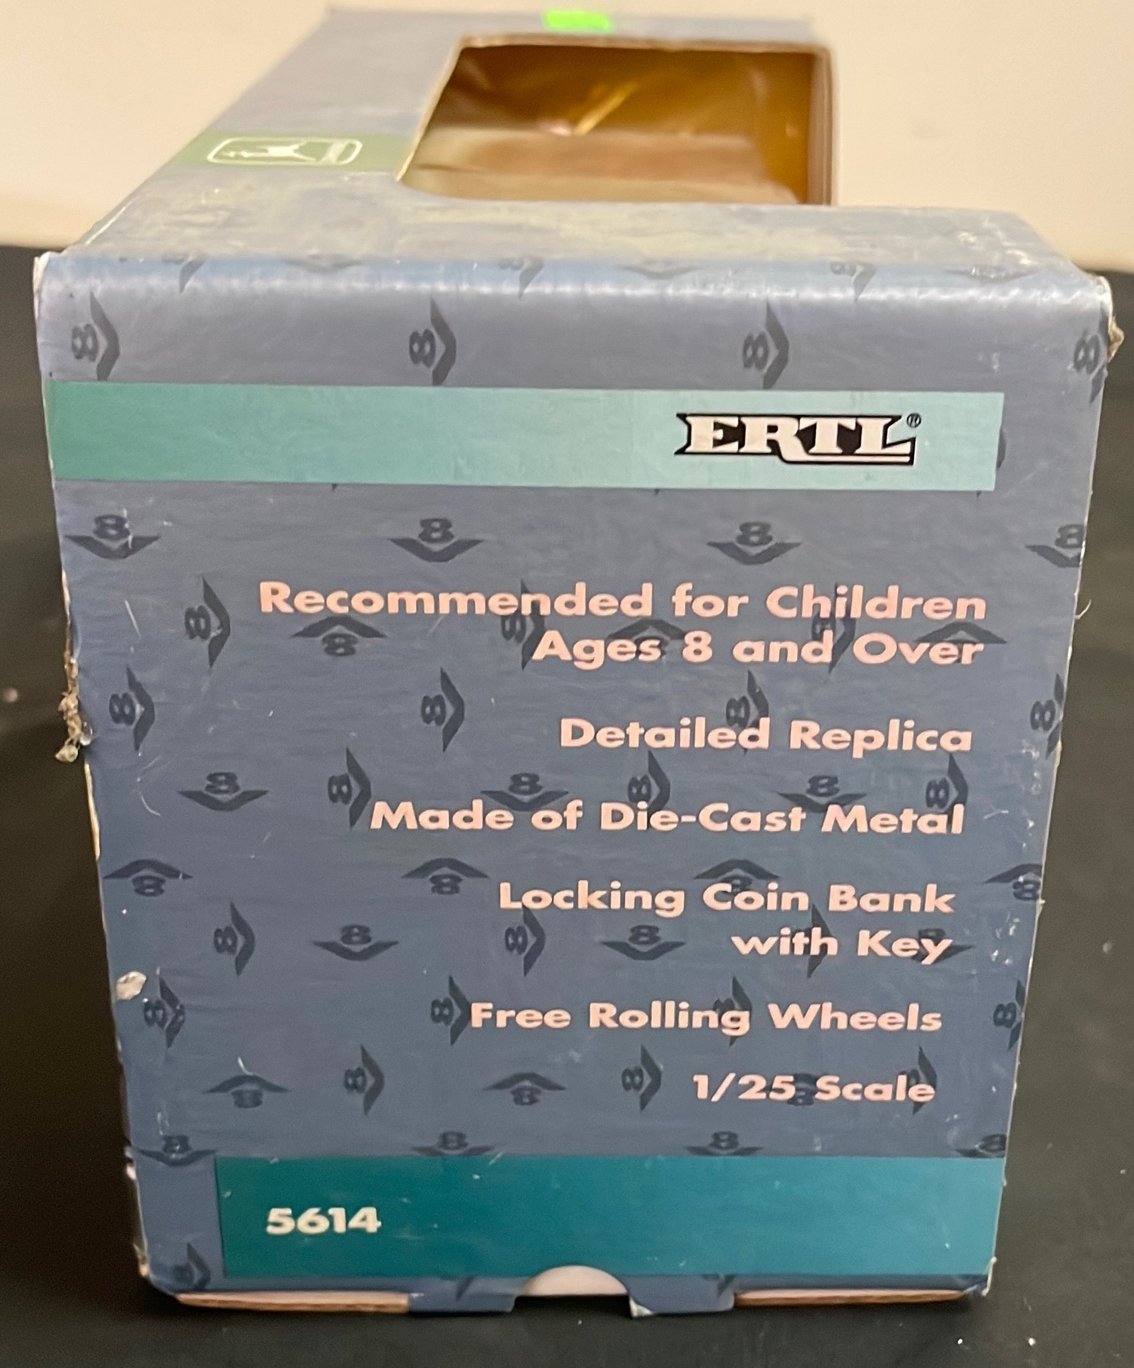 ERTL®
Recommended for Children
Ages 8 and Over
Detailed Replica
Made of Die-Cast Metal
Locking Coin Bank
with Key
Free Rolling Wheels
1/25 Scale
5614